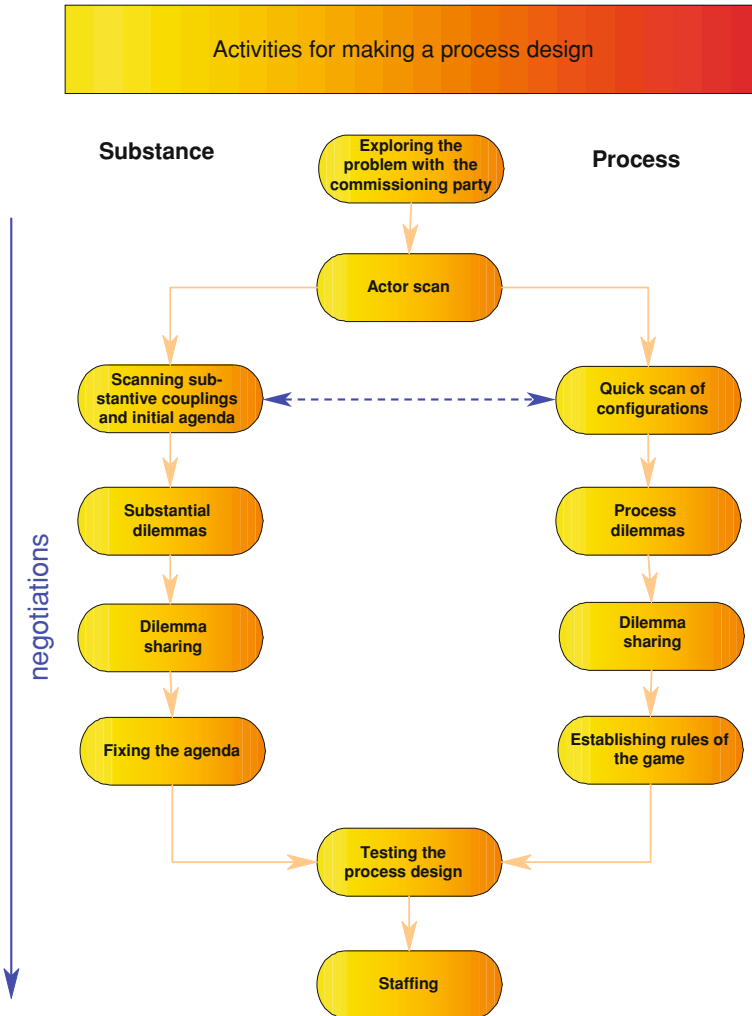 Activities for making a process design
Substance
Exploring the
problem with the
commissioning party
Process
Actor scan
Scanning sub-
stantive couplings
and initial agenda
Quick scan of
configurations
Substantial
dilemmas
Process
dilemmas
negotiations
Dilemma
sharing
Dilemma
sharing
Fixing the agenda
Establishing rules of
the game
Testing the
process design
Staffing